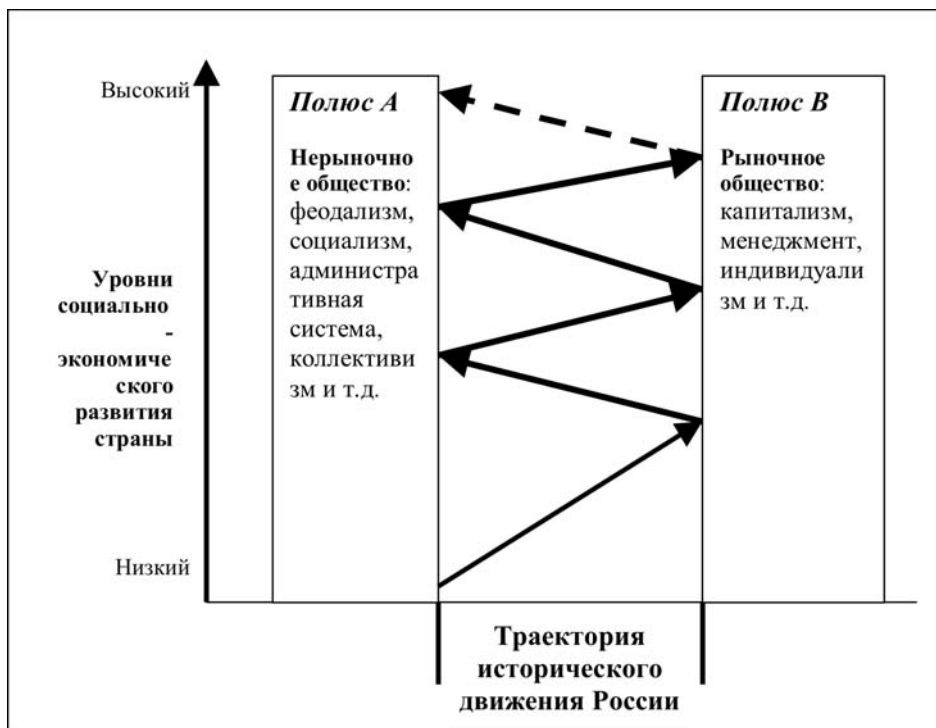 Высокий
Полюс А
Нерыночно
е общество:
феодализм,
социализм,
администра
тивная
система,
коллективи
зм и т.д.
Полюс В
Рыночное
общество:
капитализм,
менеджмент,
индивидуали
зм и т.д.
Уровни
социально
-
экономиче
ского
развития
страны
Низкий
Траектория
исторического
движения России